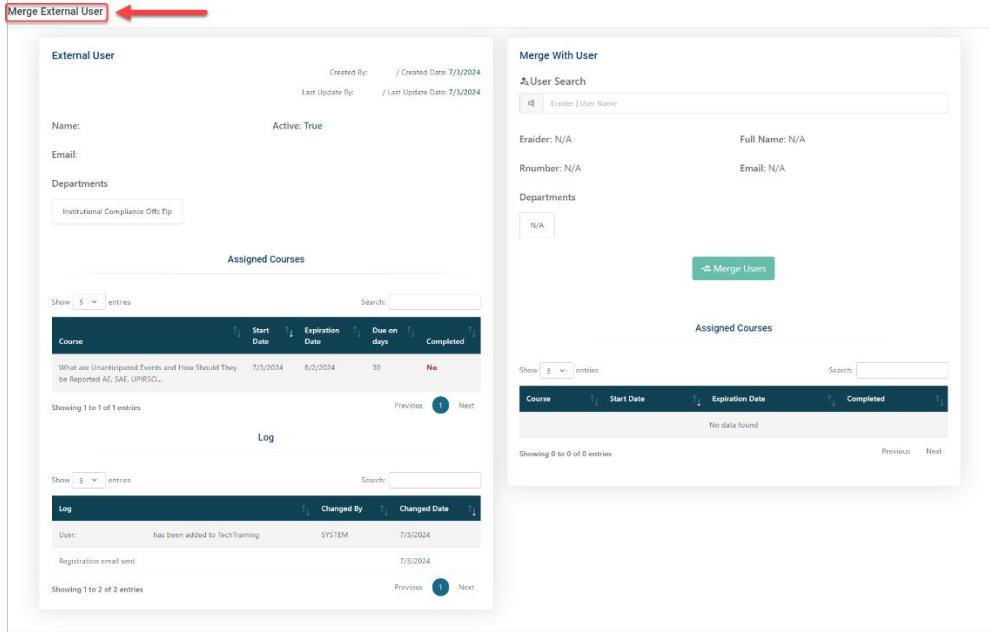 Merge External User
External User
Created By: / Created Date: 7/3/2024
Last Update By: / Last Update Date: 7/3/2024
Name: Active: True
Email:
Departments
Institutional Compliance Offc Elp
Assigned Courses
Show 5 entries Search:
Course Start Date Expiration Date Due on days Completed
What are Unanticipated Events and How Should They 7/3/2024 6/2/2024 30 No
be Reported AE, SAE, UPIRSO...
Showing 1 to 1 of 1 entries Previous 1 Next
Log
Show 5 entries Search:
Log Changed By Changed Date
User: has been added to TechTraining SYSTEM 7/3/2024
Registration email sent 7/3/2024
Showing 1 to 2 of 2 entries Previous 1 Next
Merge With User
User Search
Eraider | User Name
Eraider: N/A Full Name: N/A
Rnumber: N/A Email: N/A
Departments
N/A
Merge Users
Assigned Courses
Show 5 entries Search:
Course Start Date Expiration Date Completed
No data found
Showing 0 to 0 of 0 entries Previous Next